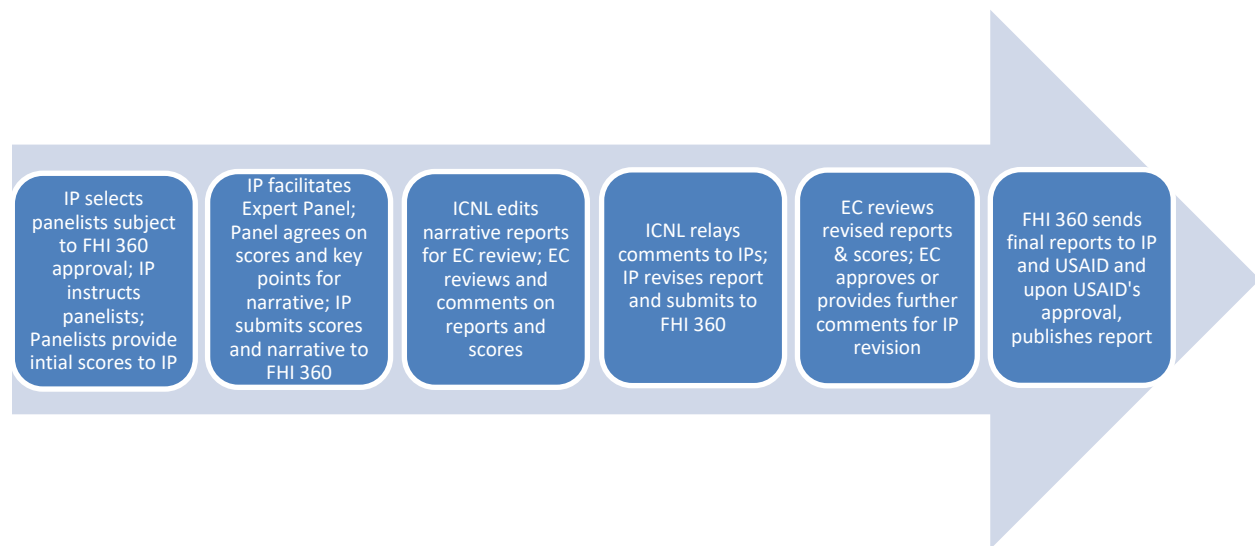 IP selects
panelists subject
to FHI 360
approval; IP
instructs
panelists;
Panelists provide
intial scores to IP
IP facilitates
Expert Panel;
Panel agrees on
scores and key
points for
narrative; IP
submits scores
and narrative to
FHI 360
ICNL edits
narrative reports
for EC review; EC
reviews and
comments on
reports and
scores
ICNL relays
comments to IPs;
IP revises report
and submits to
FHI 360
EC reviews
revised reports
& scores; EC
approves or
provides further
comments for IP
revision
FHI 360 sends
final reports to IP
and USAID and
upon USAID's
approval,
publishes report